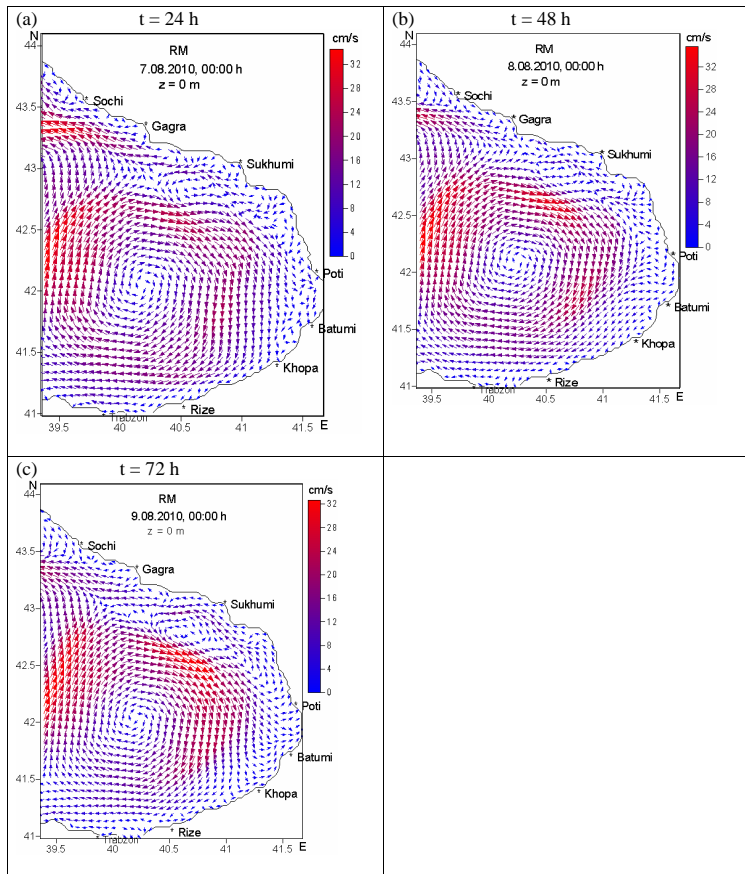 (a) t = 24 h
N
cm/s
44
RM
7.08.2010, 00:00 h
z = 0 m
32
28
24
20
16
12
8
4
0
Sochi
43.5
Gagra
Sukhumi
43
42.5
Poti
42
Batumi
41.5
Khopa
Rize
41
Trabzon
39.5 40 40.5 41 41.5 E
(b) t = 48 h
N
cm/s
44
RM
8.08.2010, 00:00 h
z = 0 m
32
28
24
20
16
12
8
4
0
Sochi
43.5
Gagra
Sukhumi
43
42.5
Poti
42
Batumi
41.5
Khopa
Rize
41
Trabzon
39.5 40 40.5 41 41.5 E
(c) t = 72 h
N
cm/s
44
RM
9.08.2010, 00:00 h
z = 0 m
32
28
24
20
16
12
8
4
0
Sochi
43.5
Gagra
Sukhumi
43
42.5
Poti
42
Batumi
41.5
Khopa
Rize
41
Trabzon
39.5 40 40.5 41 41.5 E